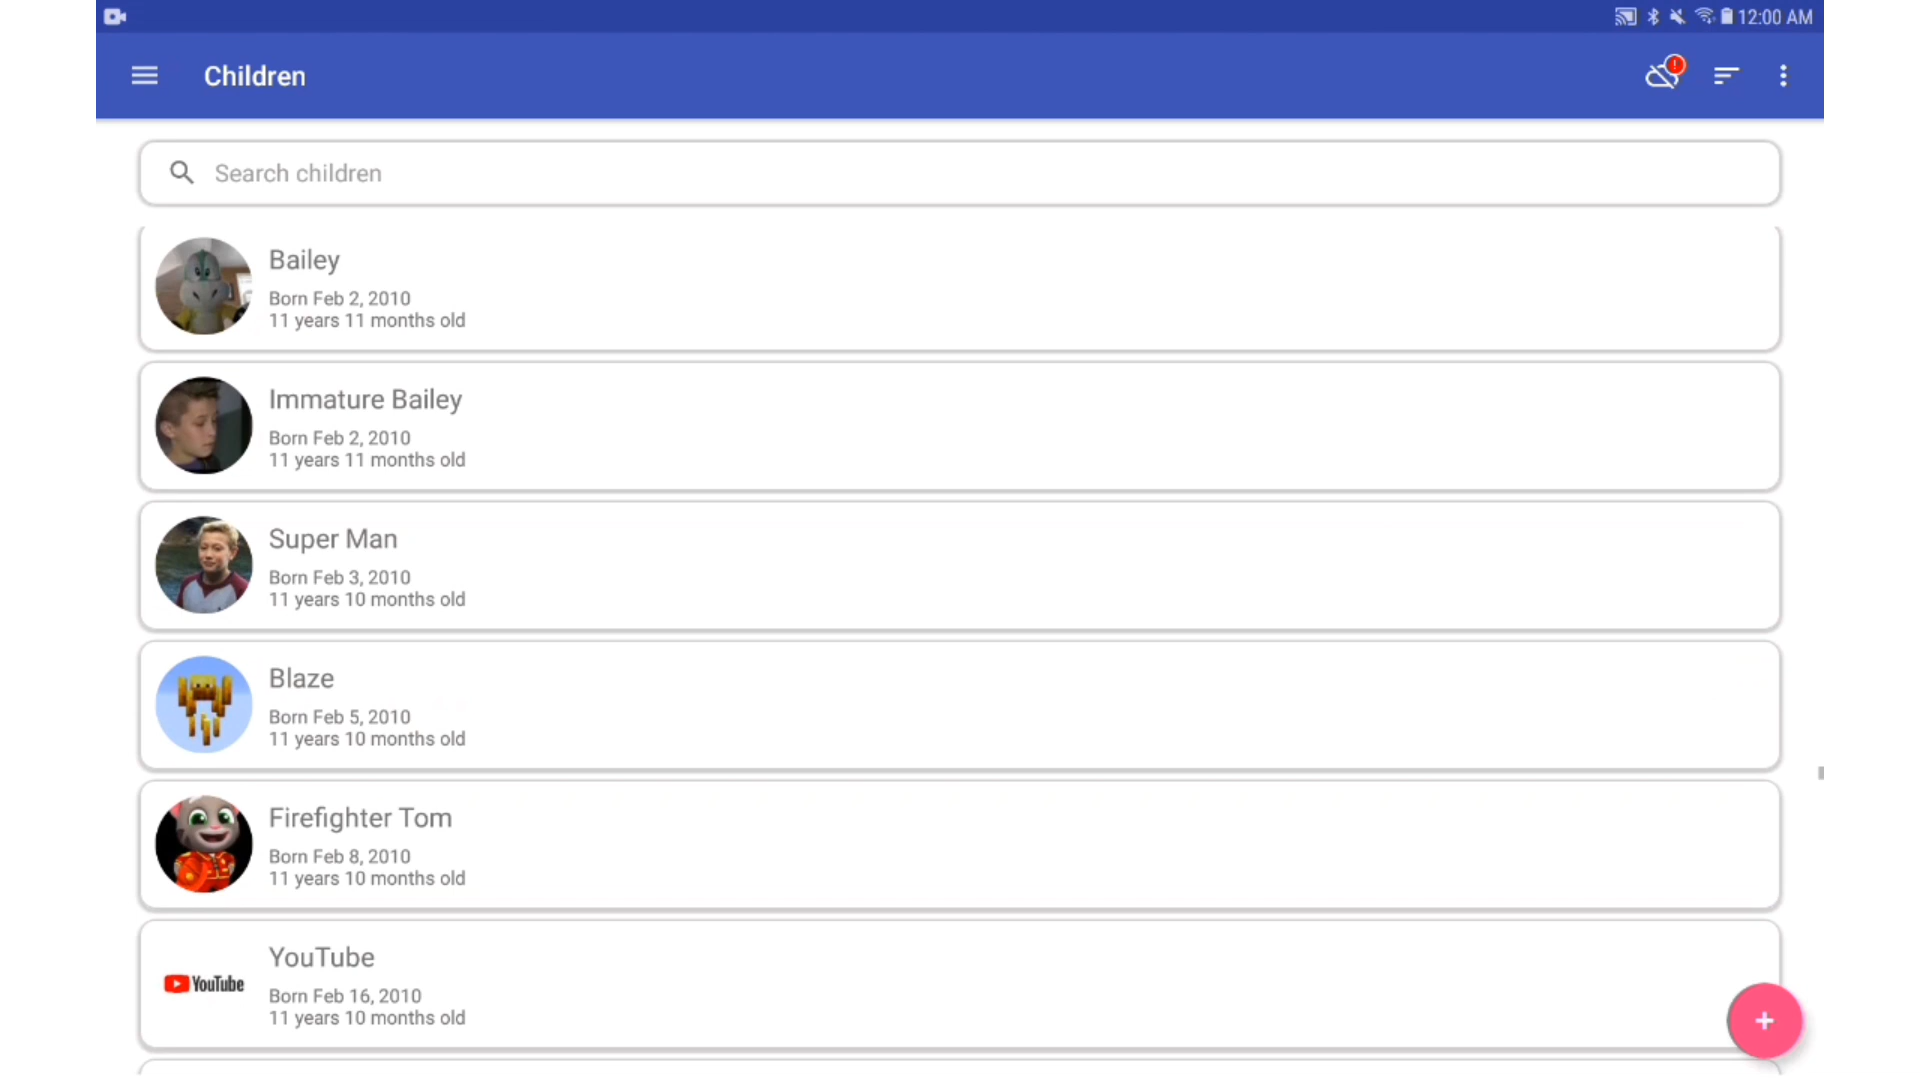 12:00 AM
Children
!
Search children
Bailey
Born Feb 2, 2010
11 years 11 months old
Immature Bailey
Born Feb 2, 2010
11 years 11 months old
Super Man
Born Feb 3, 2010
11 years 10 months old
Blaze
Born Feb 5, 2010
11 years 10 months old
Firefighter Tom
Born Feb 8, 2010
11 years 10 months old
YouTube
YouTube
Born Feb 16, 2010
11 years 10 months old
+